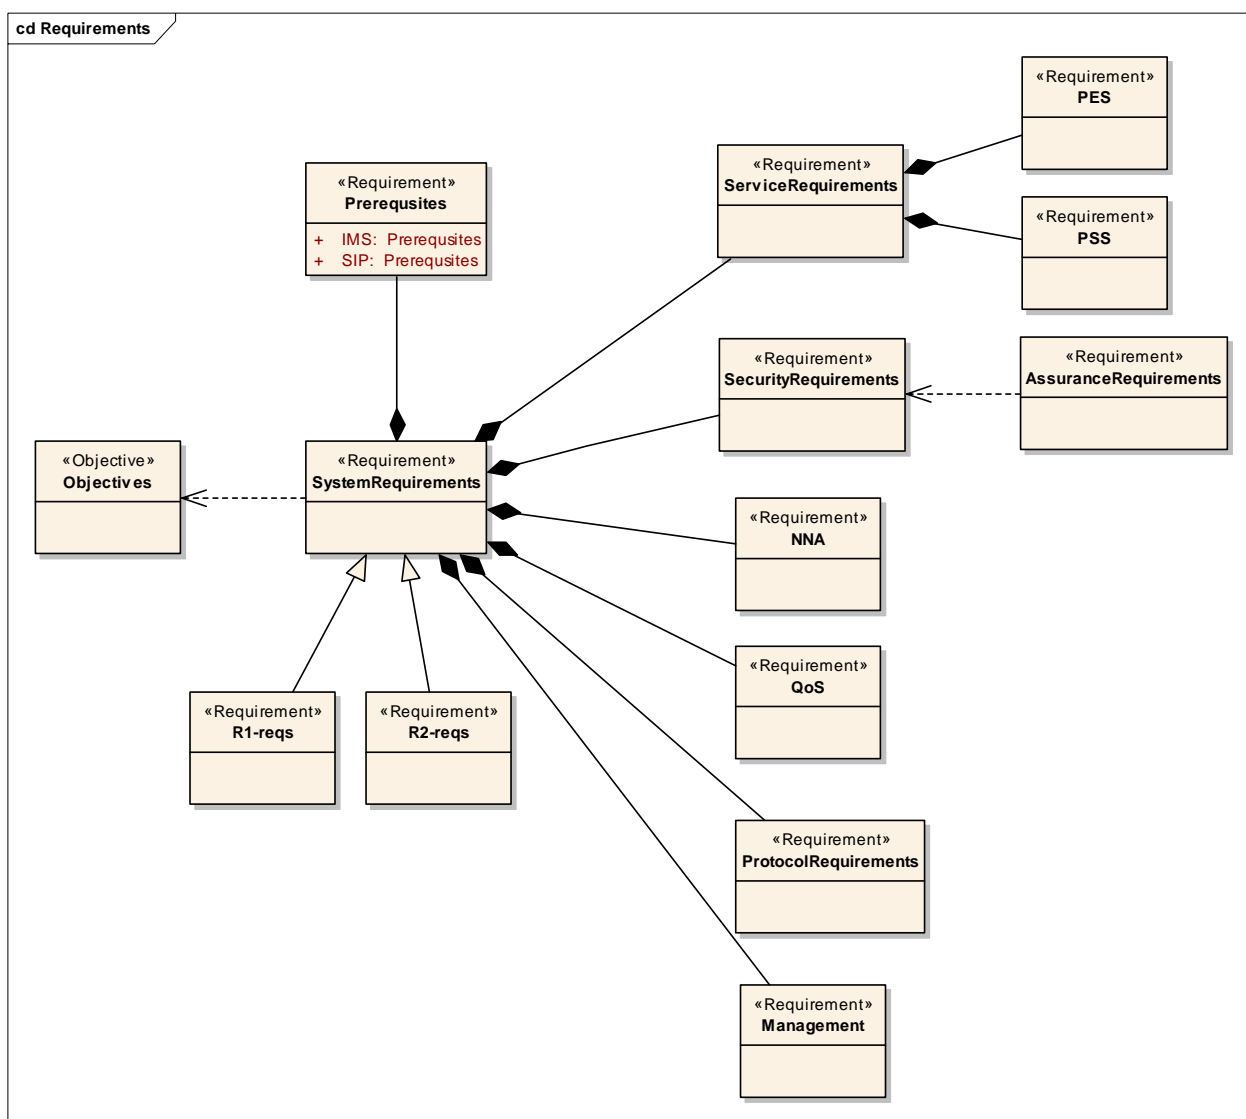 cd Requirements
«Requirement»
PES
«Requirement»
ServiceRequirements
«Requirement»
Prerequsites
+ IMS: Prerequsites
+ SIP: Prerequsites
«Requirement»
PSS
«Requirement»
SecurityRequirements
«Requirement»
AssuranceRequirements
«Objective»
Objectives
«Requirement»
SystemRequirements
«Requirement»
NNA
«Requirement»
QoS
«Requirement»
R1-reqs
«Requirement»
R2-reqs
«Requirement»
ProtocolRequirements
«Requirement»
Management